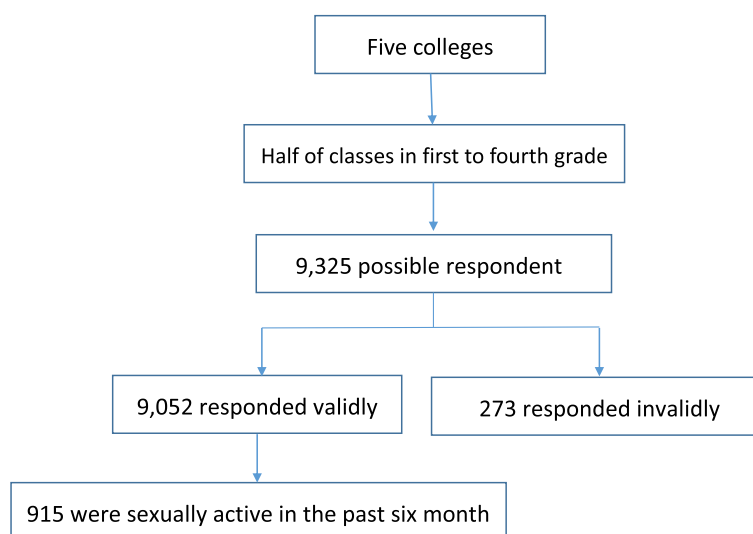 Five colleges
Half of classes in first to fourth grade
9,325 possible respondent
9,052 responded validly
273 responded invalidly
915 were sexually active in the past six month